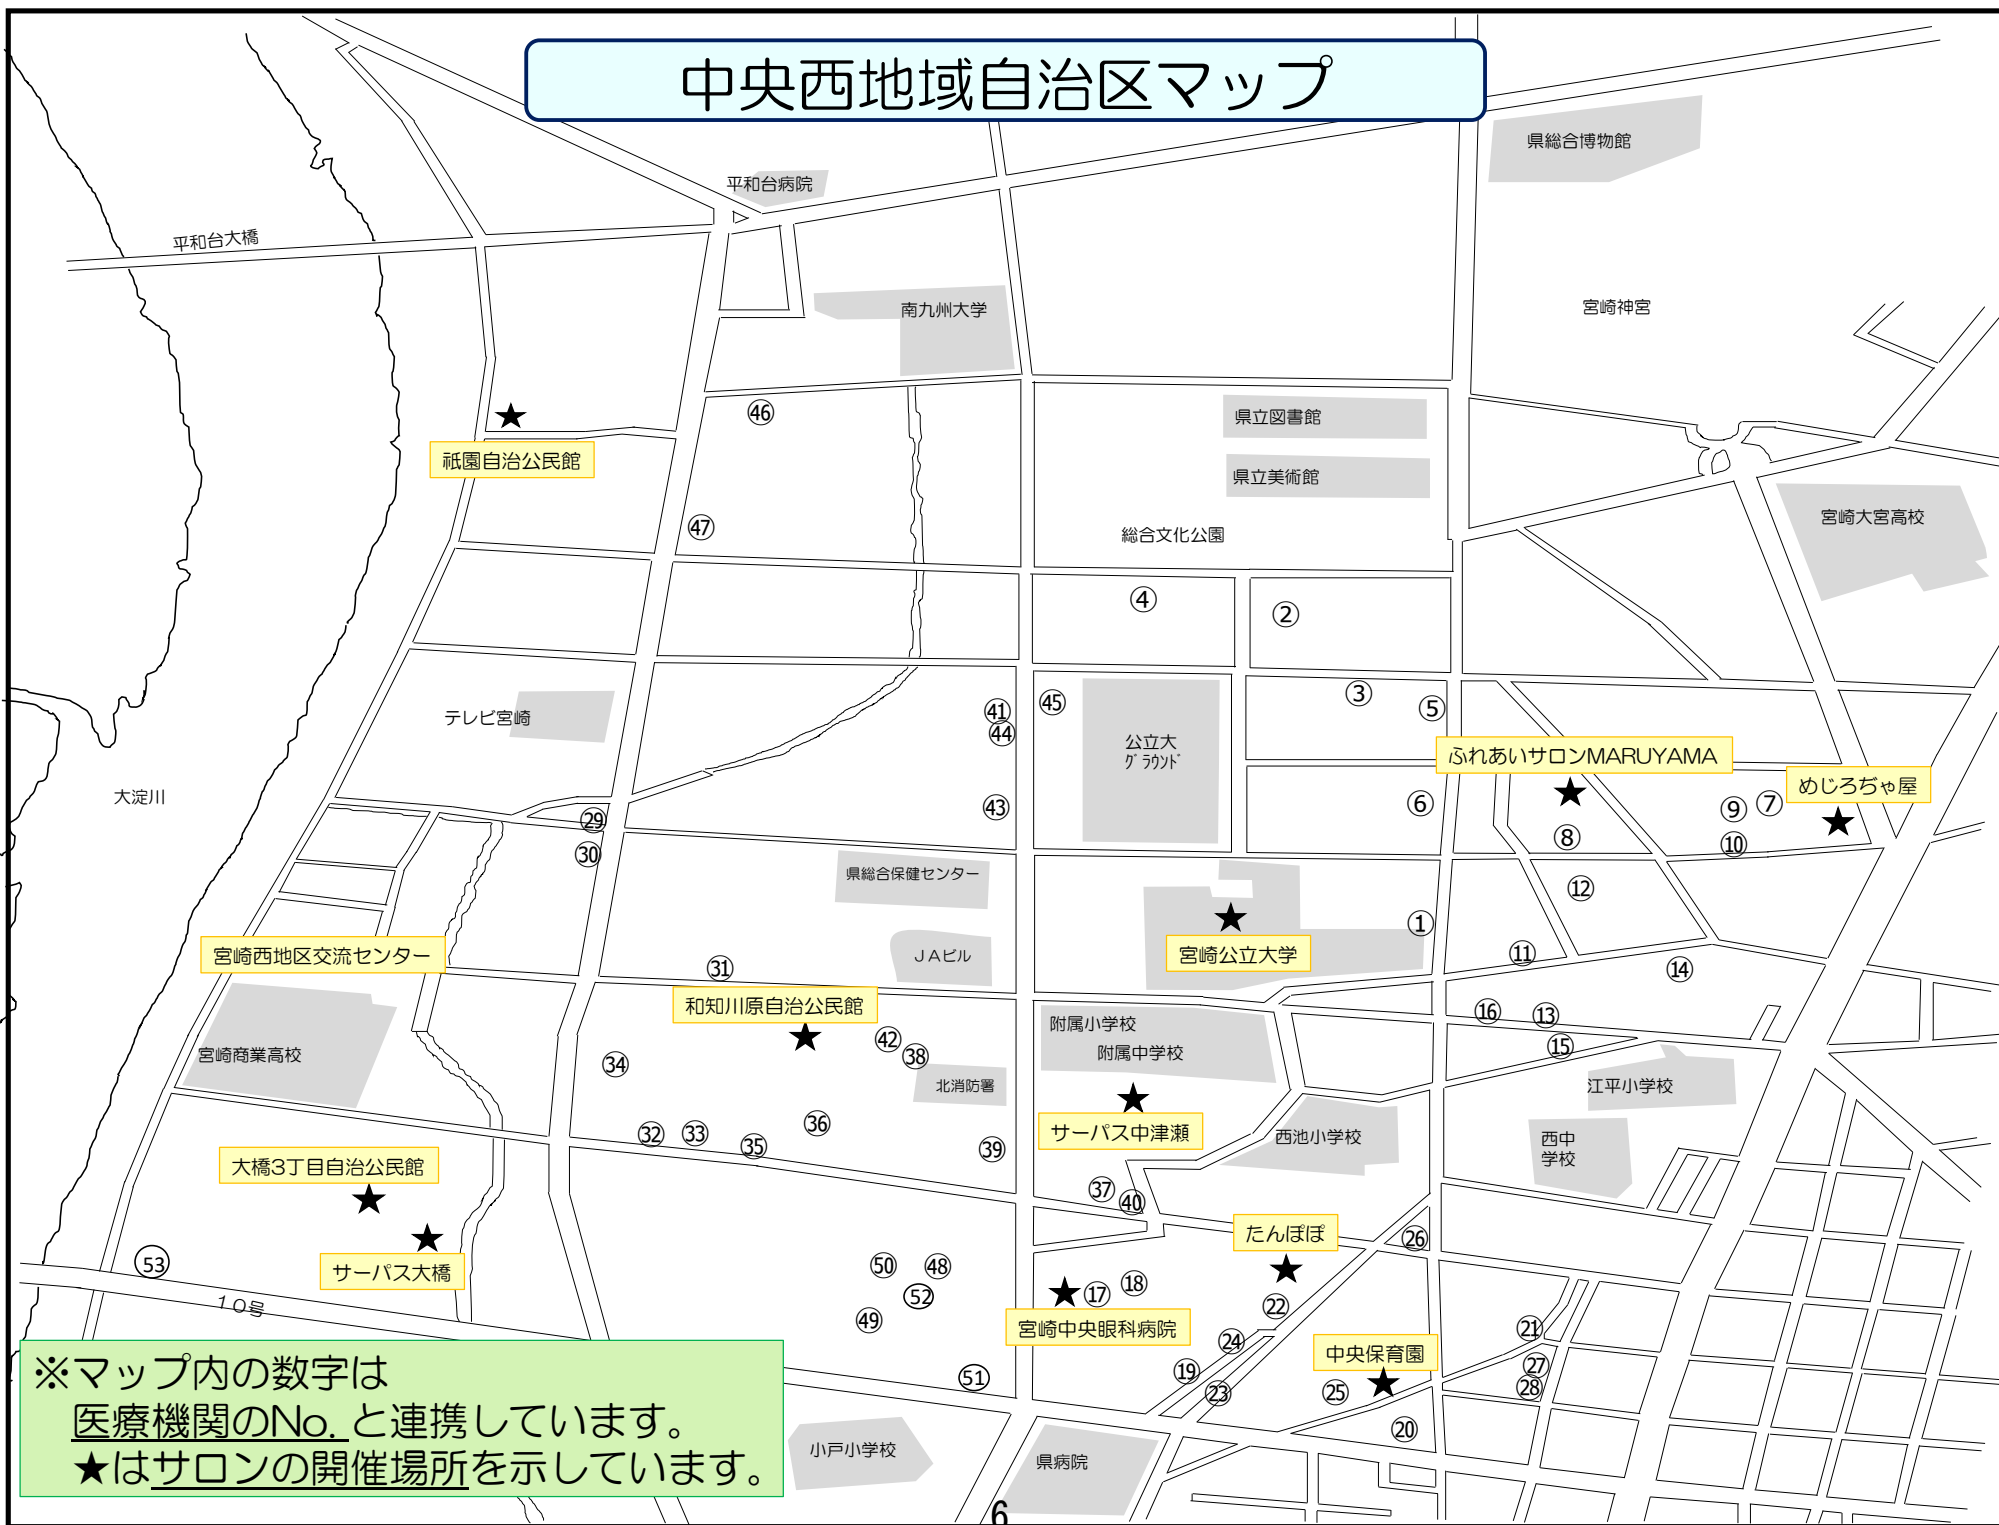 中央西地域自治区マップ
県総合博物館
平和台病院
平和台大橋
南九州大学
宮崎神宮
県立図書館
㊻
祇園自治公民館
県立美術館
宮崎大宮高校
㊼
総合文化公園
④
②
③
㊶
㊺
⑤
テレビ宮崎
㊹
公立大
グラウンド
ふれあいサロンMARUYAMA
めじろぢゃ屋
大淀川
㊸
⑥
⑨
⑦
㉙
⑧
⑩
㉚
県総合保健センター
⑫
①
宮崎西地区交流センター
JAビル
宮崎公立大学
⑪
⑭
㉛
和知川原自治公民館
⑯
⑬
附属小学校
㊷
宮崎商業高校
附属中学校
⑮
㉞
㊳
北消防署
江平小学校
㊱
㉜
㉝
㉟
㊴
サーパス中津瀬
西池小学校
西中
学校
大橋3丁目自治公民館
㊲
㊵
たんぽぽ
㉖
53
サーパス大橋
㊿
㊽
52
⑰
⑱
10号
㊾
㉒
宮崎中央眼科病院
㉑
㉔
中央保育園
㉗
51
⑲
㉓
㉕
㉘
⑳
※マップ内の数字は
医療機関のNo.と連携しています。
★はサロンの開催場所を示しています。
小戸小学校
県病院
6